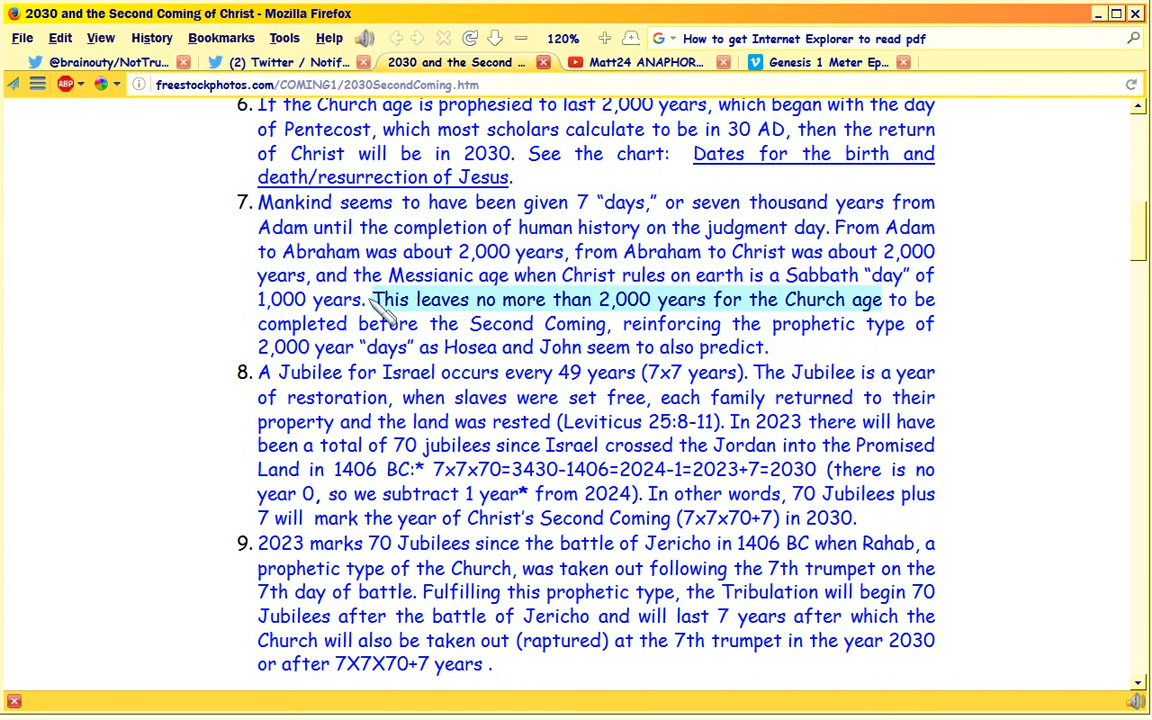 2030 and the Second Coming of Christ - Mozilla Firefox
File Edit View History Bookmarks Tools Help 120% How to get Internet Explorer to read pdf
@brainouty/NotTru... (2) Twitter / Notif... 2030 and the Second ... Matt24 ANAPHOR... Genesis 1 Meter Ep...
ABP freestockphotos.com/COMING1/2030SecondComing.htm
6. If the Church age is prophesied to last 2,000 years, which began with the day
of Pentecost, which most scholars calculate to be in 30 AD, then the return
of Christ will be in 2030. See the chart: Dates for the birth and
death/resurrection of Jesus.
7. Mankind seems to have been given 7 “days,” or seven thousand years from
Adam until the completion of human history on the judgment day. From Adam
to Abraham was about 2,000 years, from Abraham to Christ was about 2,000
years, and the Messianic age when Christ rules on earth is a Sabbath “day” of
1,000 years. This leaves no more than 2,000 years for the Church age to be
completed before the Second Coming, reinforcing the prophetic type of
2,000 year “days” as Hosea and John seem to also predict.
8. A Jubilee for Israel occurs every 49 years (7x7 years). The Jubilee is a year
of restoration, when slaves were set free, each family returned to their
property and the land was rested (Leviticus 25:8-11). In 2023 there will have
been a total of 70 jubilees since Israel crossed the Jordan into the Promised
Land in 1406 BC:* 7x7x70=3430-1406=2024-1=2023+7=2030 (there is no
year 0, so we subtract 1 year* from 2024). In other words, 70 Jubilees plus
7 will mark the year of Christ’s Second Coming (7x7x70+7) in 2030.
9. 2023 marks 70 Jubilees since the battle of Jericho in 1406 BC when Rahab, a
prophetic type of the Church, was taken out following the 7th trumpet on the
7th day of battle. Fulfilling this prophetic type, the Tribulation will begin 70
Jubilees after the battle of Jericho and will last 7 years after which the
Church will also be taken out (raptured) at the 7th trumpet in the year 2030
or after 7X7X70+7 years .